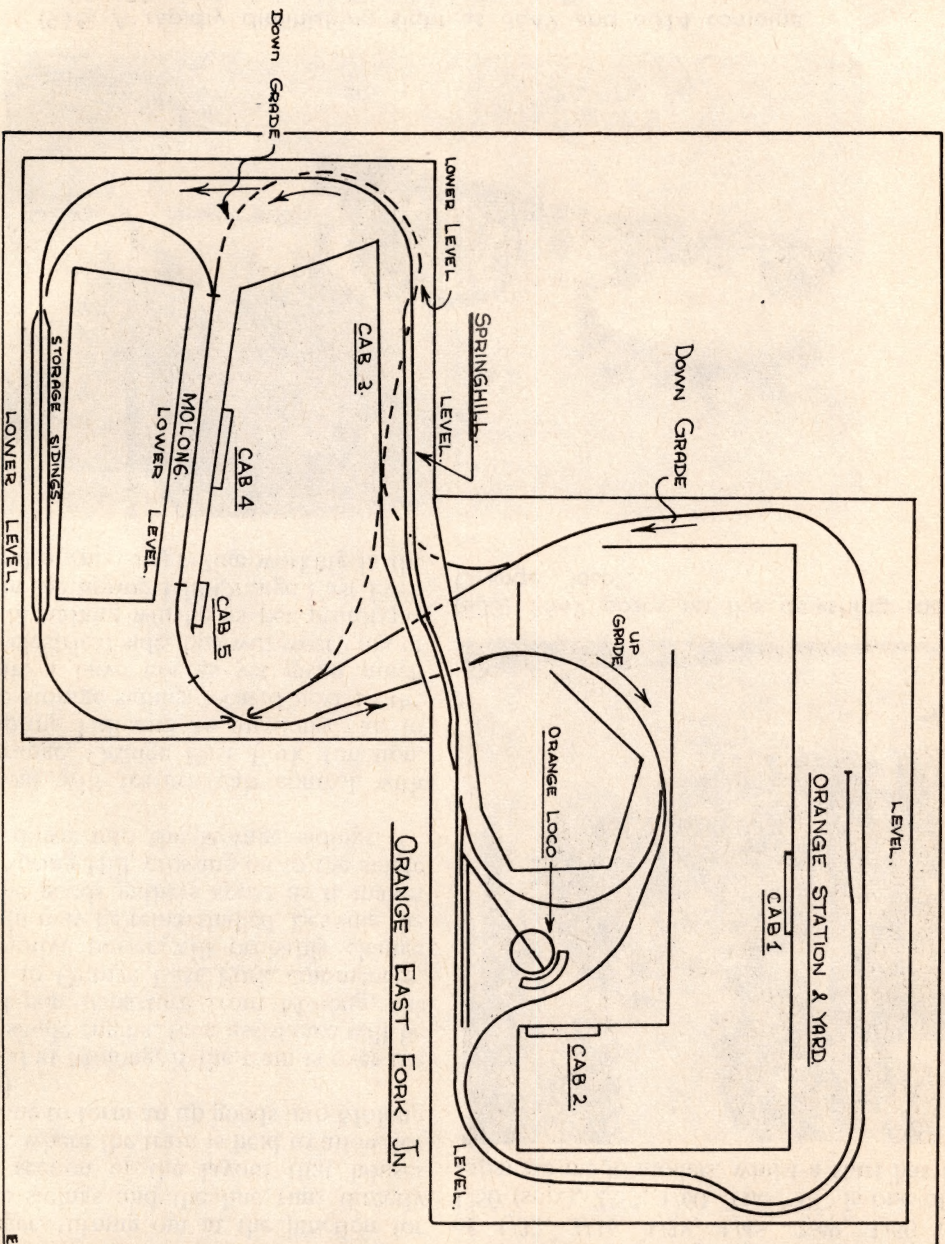 DOWN GRADE
LOWER LEVEL
SPRINGHILL.
LEVEL.
DOWN GRADE
CAB 3.
CAB 4
MOLONG
LOWER LEVEL
CAB 5
STORAGE SIDINGS.
LOWER LEVEL.
UP
GRADE
ORANGE LOCO
ORANGE STATION & YARD
LEVEL.
CAB 1
CAB 2
ORANGE EAST FORK JN.
LEVEL
E